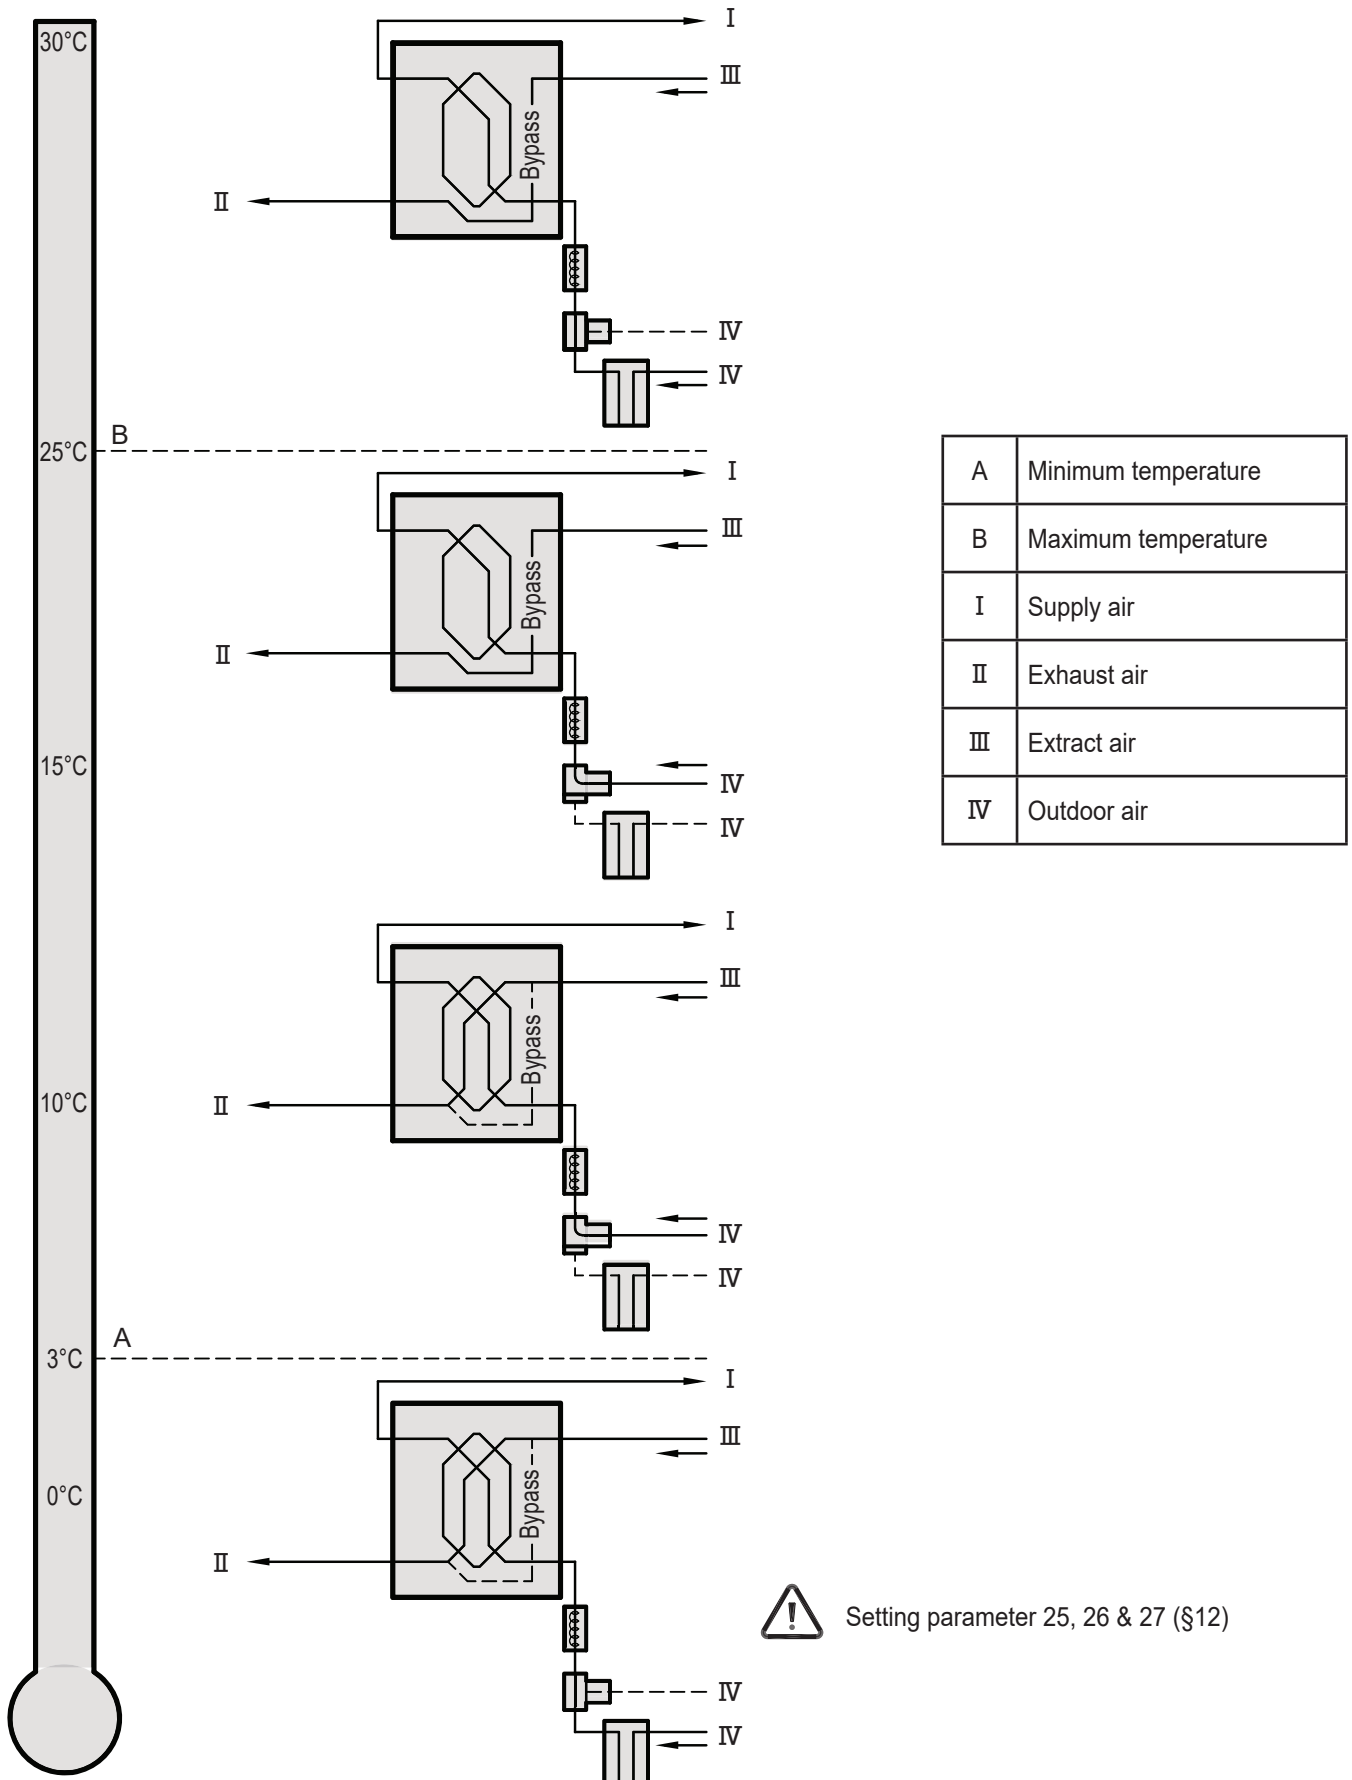 30°C
I
III
Bypass
II
IV
IV
25°C
B
I
III
Bypass
II
15°C
IV
IV
I
III
Bypass
10°C
II
IV
IV
3°C
A
I
III
Bypass
0°C
II
IV
IV
A Minimum temperature
B Maximum temperature
I Supply air
II Exhaust air
III Extract air
IV Outdoor air
Setting parameter 25, 26 & 27 (§12)